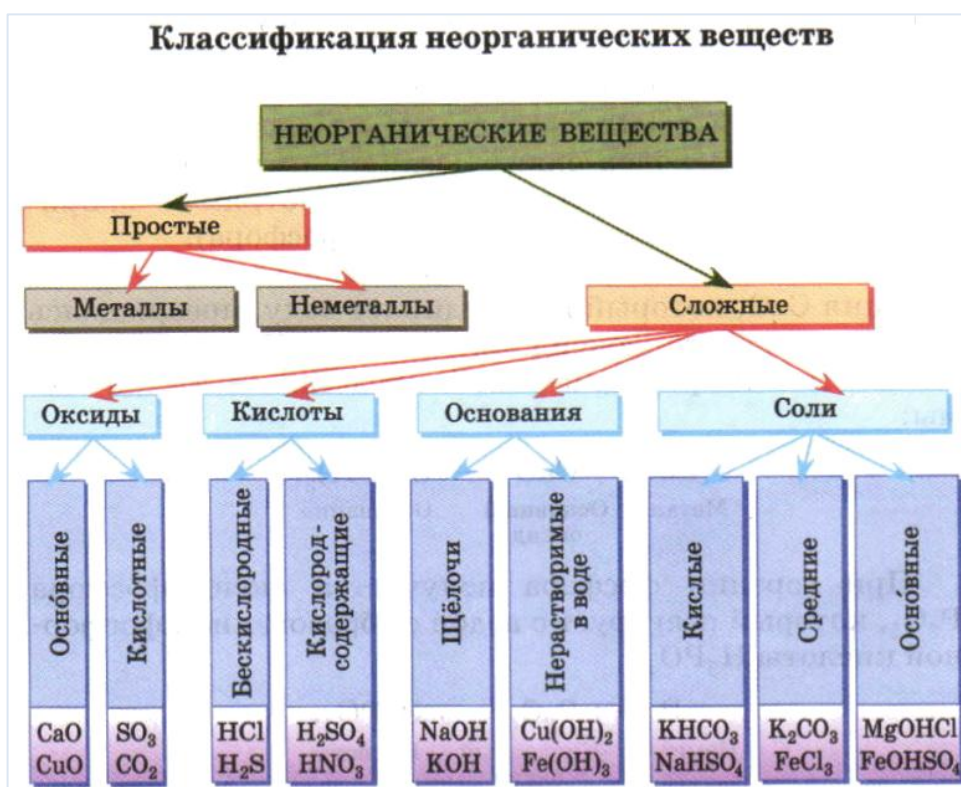 Классификация неорганических веществ
НЕОРГАНИЧЕСКИЕ ВЕЩЕСТВА
Простые
Металлы
Неметаллы
Сложные
Оксиды
Кислоты
Основания
Соли
Осно́вные
Кислотные
Бескислородные
Кислород-
содержащие
Щёлочи
Нерастворимые
в воде
Кислые
Средние
Осно́вные
CaO
CuO
SO₃
CO₂
HCl
H₂S
H₂SO₄
HNO₃
NaOH
KOH
Cu(OH)₂
Fe(OH)₃
KHCO₃
NaHSO₄
K₂CO₃
FeCl₃
MgOHCl
FeOHSO₄